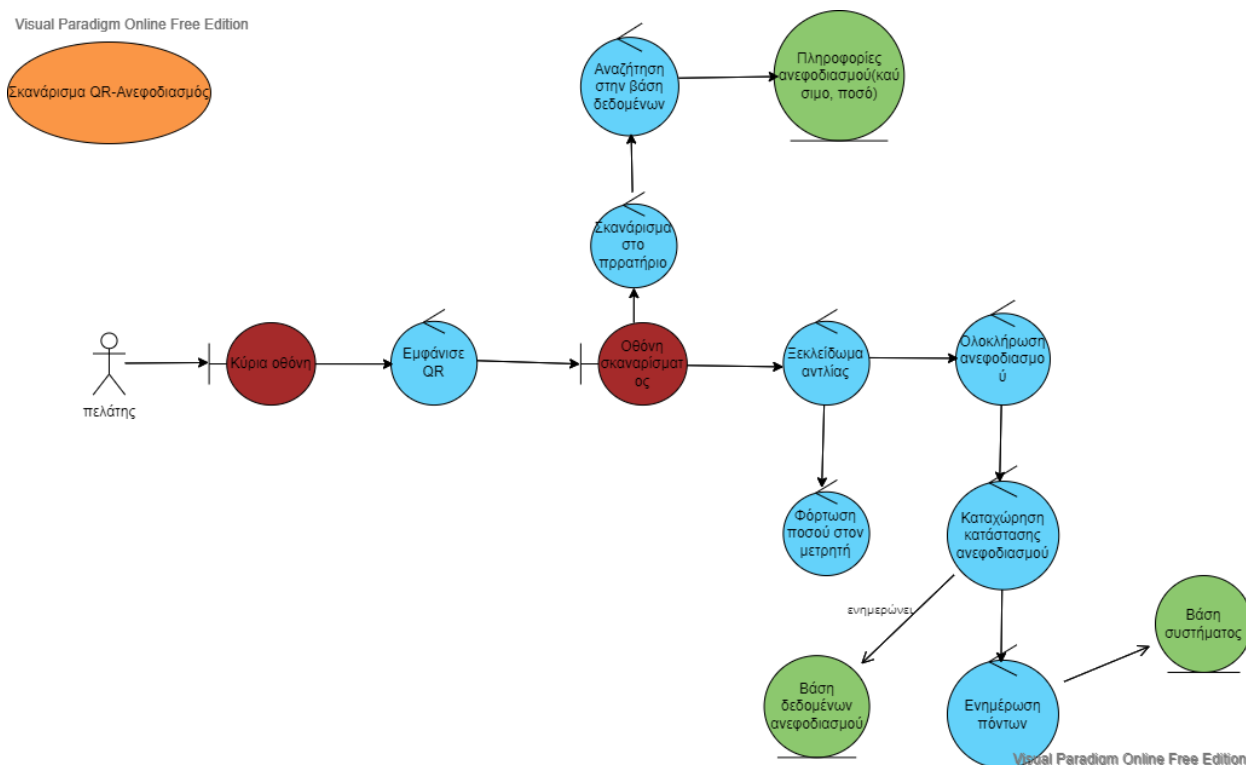 Visual Paradigm Online Free Edition
Σκανάρισμα QR-Ανεφοδιασμός
Αναζήτηση
στην βάση
δεδομένων
Πληροφορίες
ανεφοδιασμού(καύ
σιμο, ποσό)
Σκανάρισμα
στο
πρρατήριο
πελάτης
Κύρια οθόνη
Εμφάνισε
QR
Οθόνη
σκαναρίσματ
ος
Ξεκλείδωμα
αντλίας
Ολοκλήρωση
ανεφοδιασμο
ύ
Φόρτωση
ποσού στον
μετρητή
Καταχώρηση
κατάστασης
ανεφοδιασμού
ενημερώνει
Βάση
συστήματος
Βάση
δεδομένων
ανεφοδιασμού
Ενημέρωση
πόντων
Visual Paradigm Online Free Edition